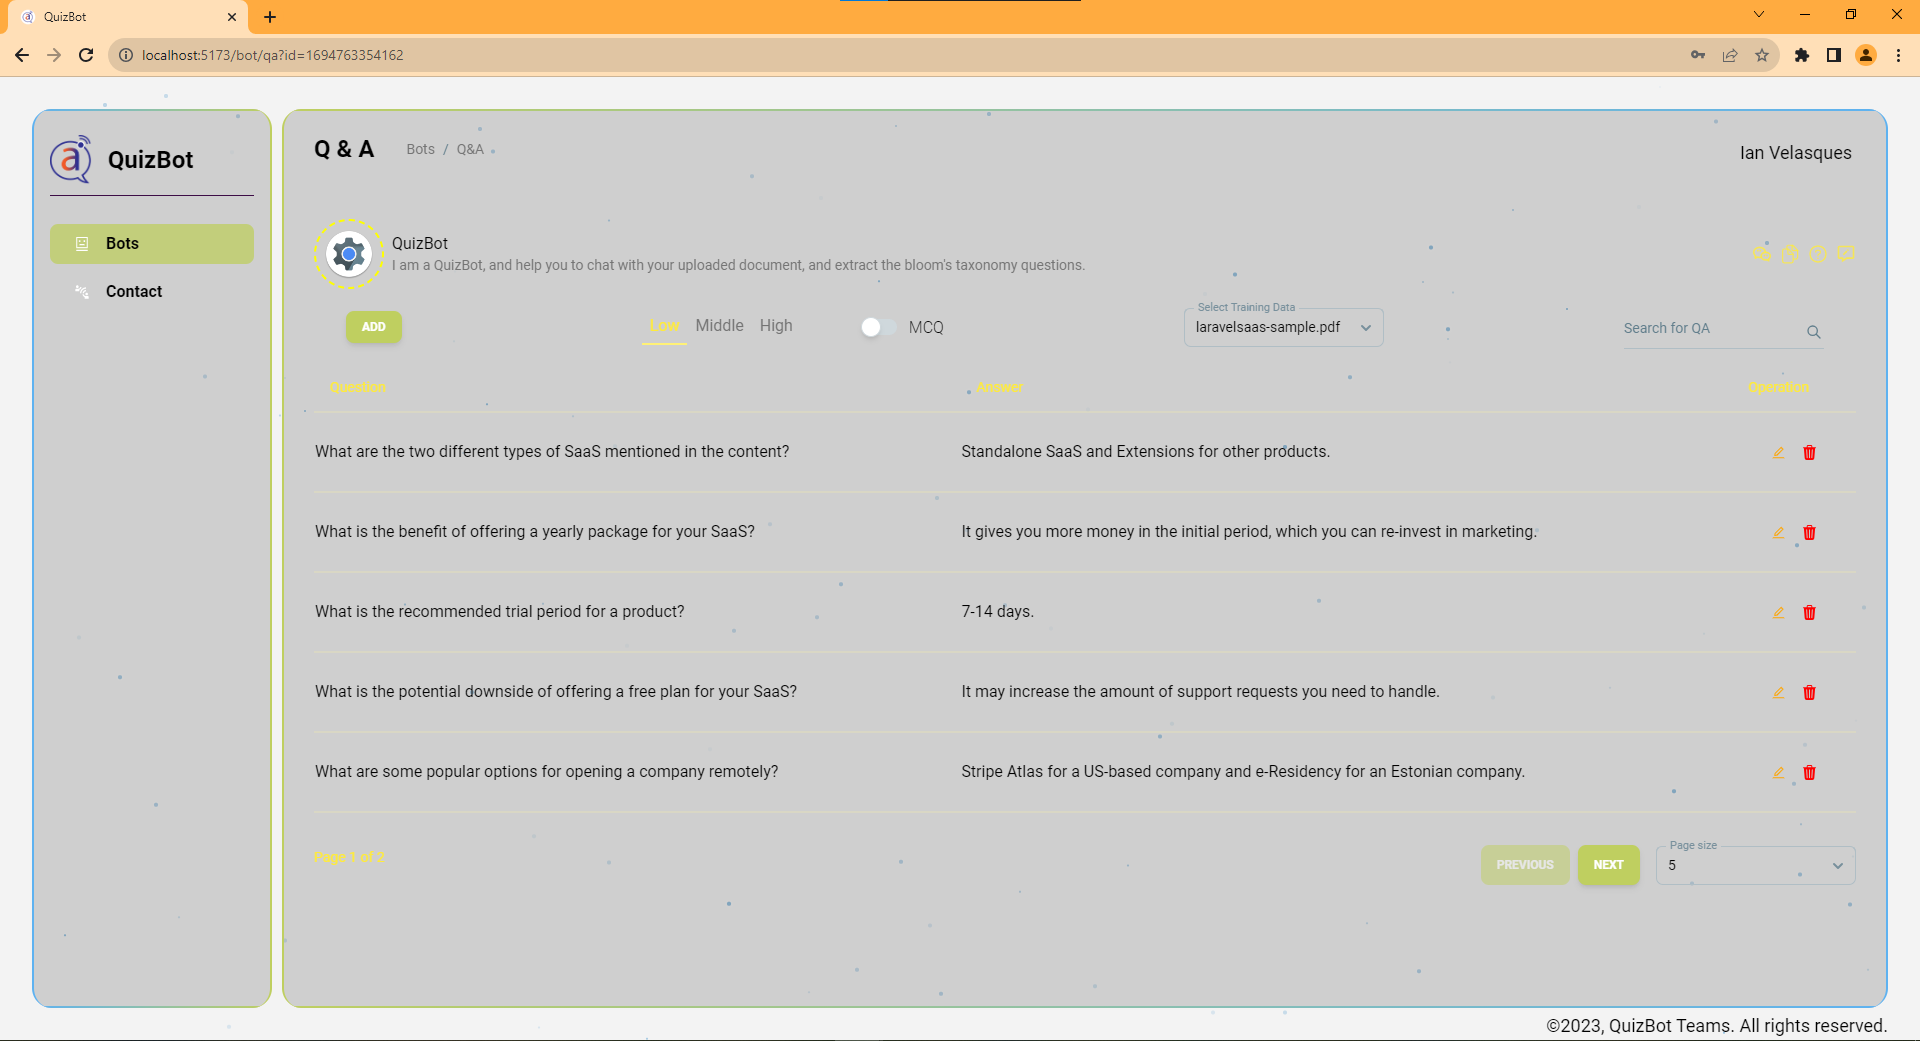 QuizBot
localhost:5173/bot/qa?id=1694763354162
QuizBot
Bots
Contact
Q & A
Bots / Q&A
Ian Velasques
QuizBot
I am a QuizBot, and help you to chat with your uploaded document, and extract the bloom's taxonomy questions.
ADD
Low Middle High
MCQ
Select Training Data
laravelsaas-sample.pdf
Search for QA
Question Answer Operation
What are the two different types of SaaS mentioned in the content? Standalone SaaS and Extensions for other products.
What is the benefit of offering a yearly package for your SaaS? It gives you more money in the initial period, which you can re-invest in marketing.
What is the recommended trial period for a product? 7-14 days.
What is the potential downside of offering a free plan for your SaaS? It may increase the amount of support requests you need to handle.
What are some popular options for opening a company remotely? Stripe Atlas for a US-based company and e-Residency for an Estonian company.
Page 1 of 2
PREVIOUS NEXT
Page size
5
©2023, QuizBot Teams. All rights reserved.